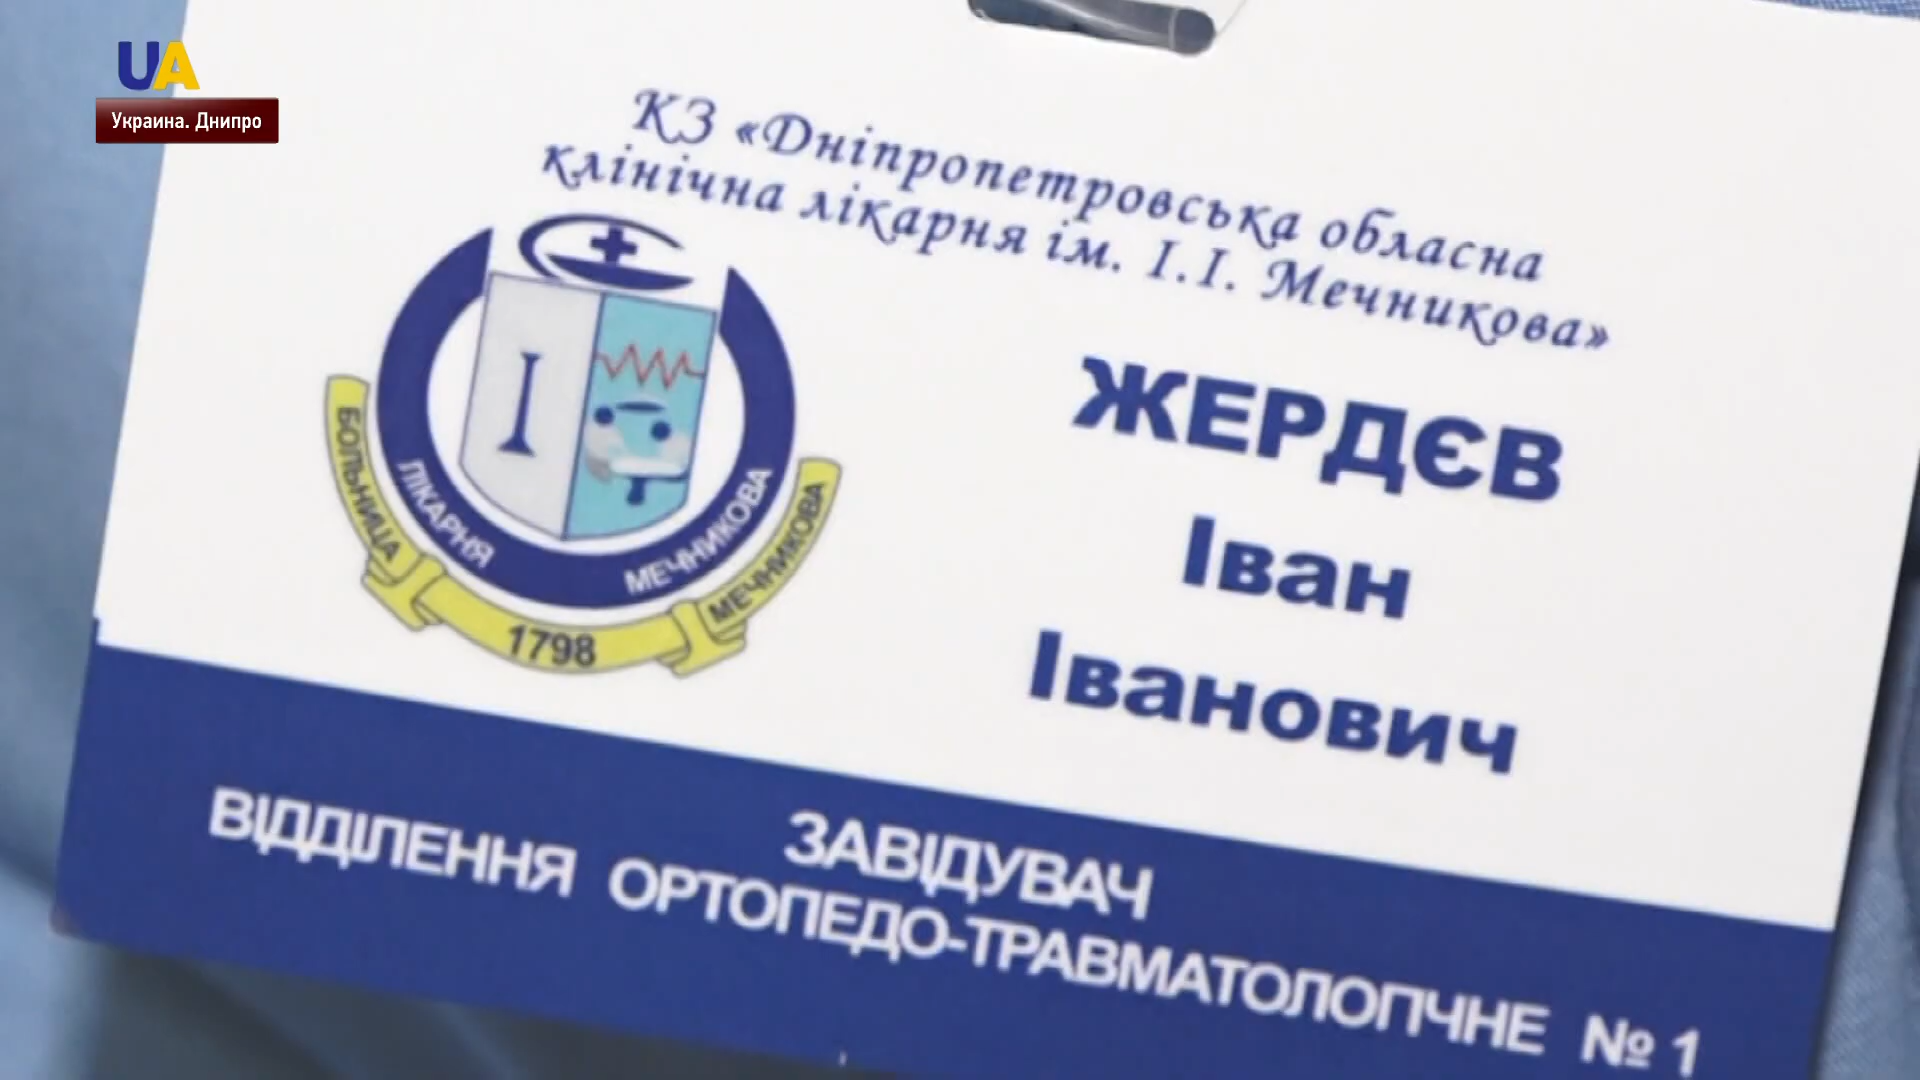 UA
Украина. Днипро
КЗ «Дніпропетровська обласна
клінічна лікарня ім. І.І. Мечникова»
І
БОЛЬНИЦА
ЛІКАРНЯ
МЕЧНИКОВА
МЕЧНИКОВА
1798
ЖЕРДЄВ
Іван
Іванович
ЗАВІДУВАЧ
ВІДДІЛЕННЯ ОРТОПЕДО-ТРАВМАТОЛОГІЧНЕ № 1